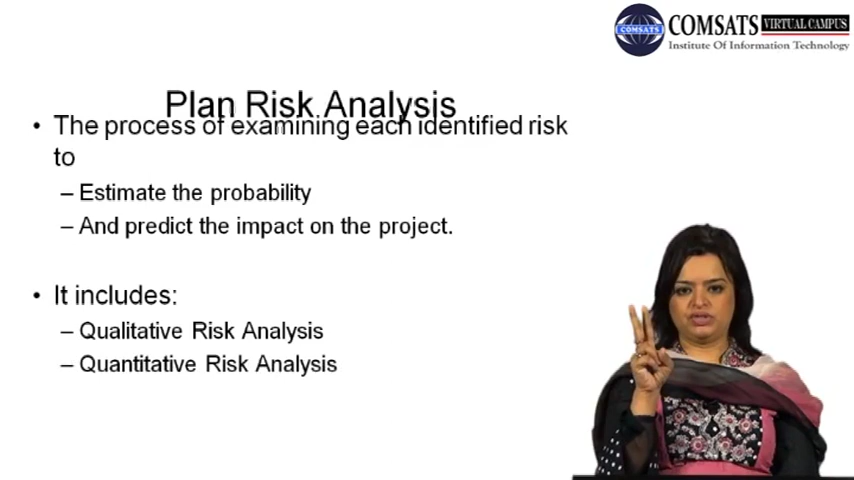 COMSATS VIRTUAL CAMPUS
COMSATS
Institute Of Information Technology
Plan Risk Analysis
• The process of examining each identified risk
to
– Estimate the probability
– And predict the impact on the project.
• It includes:
– Qualitative Risk Analysis
– Quantitative Risk Analysis